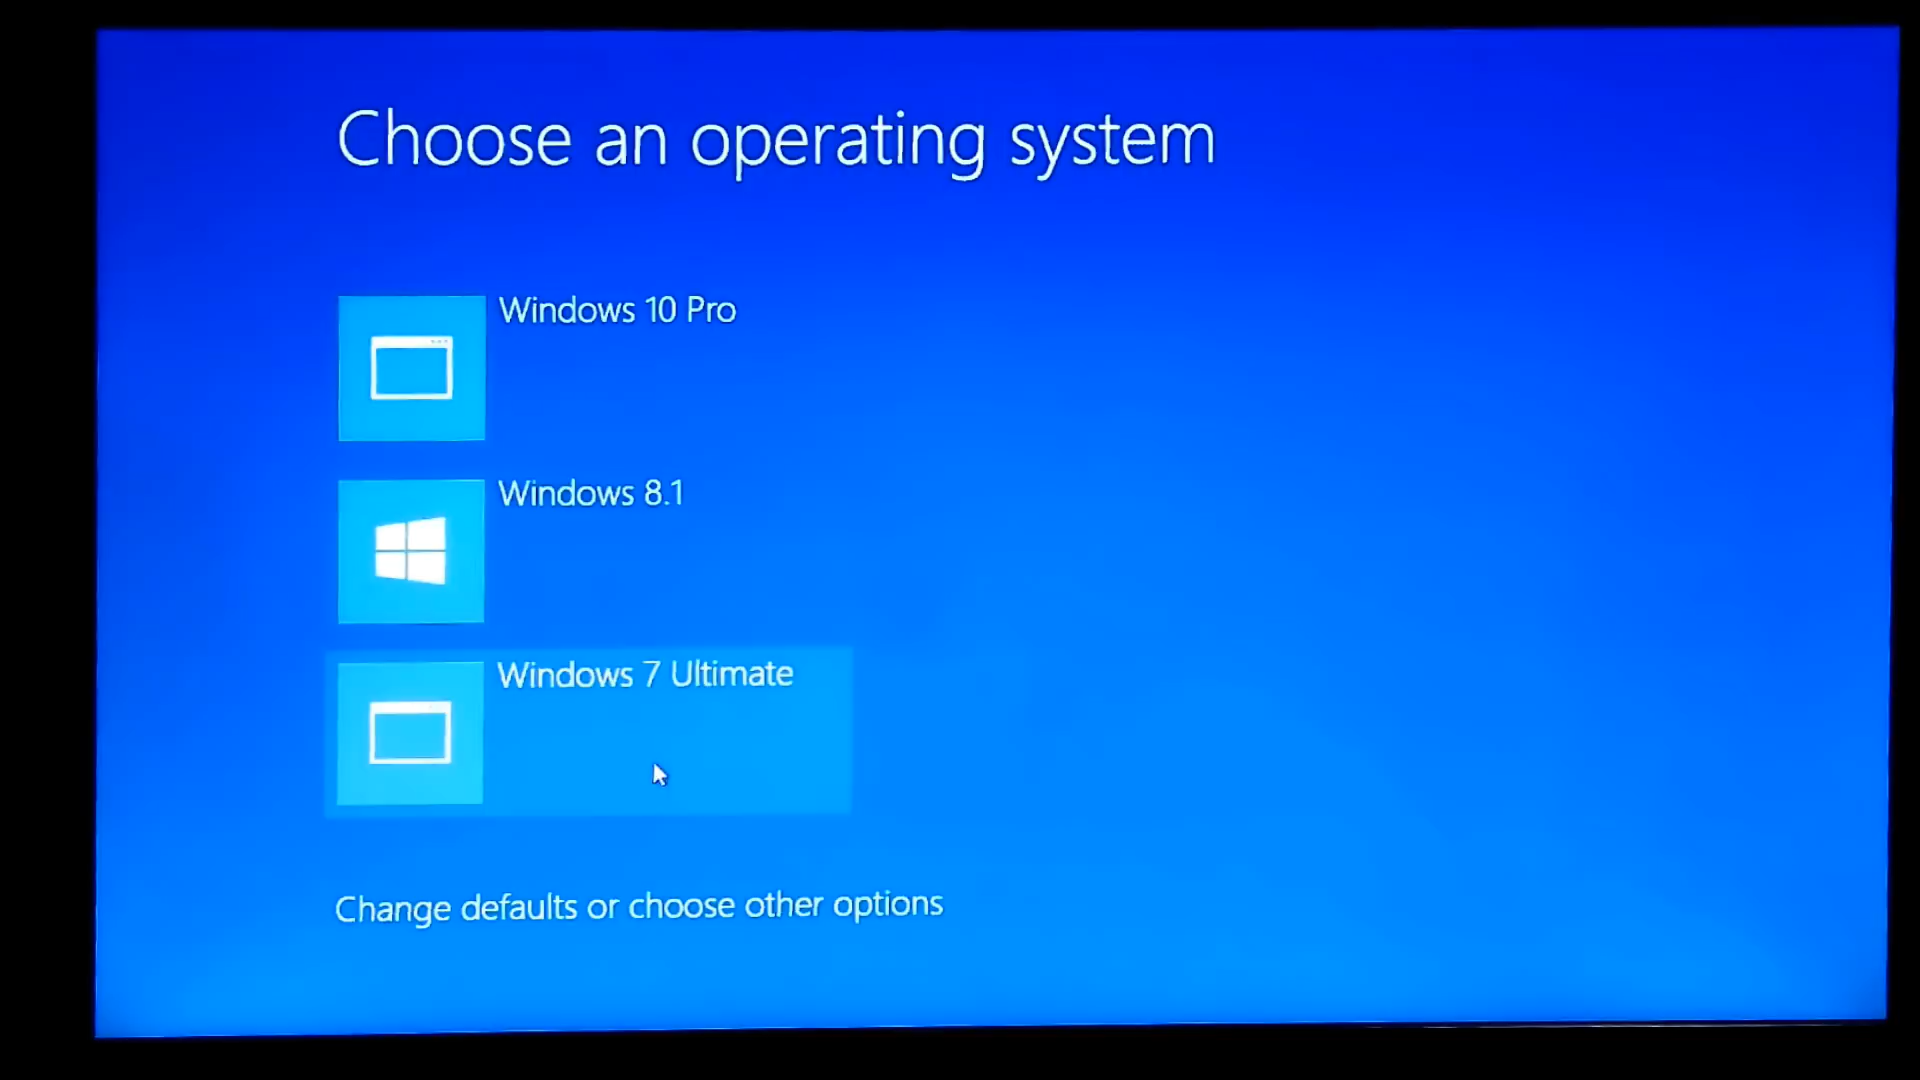 Choose an operating system
Windows 10 Pro
Windows 8.1
Windows 7 Ultimate
Change defaults or choose other options